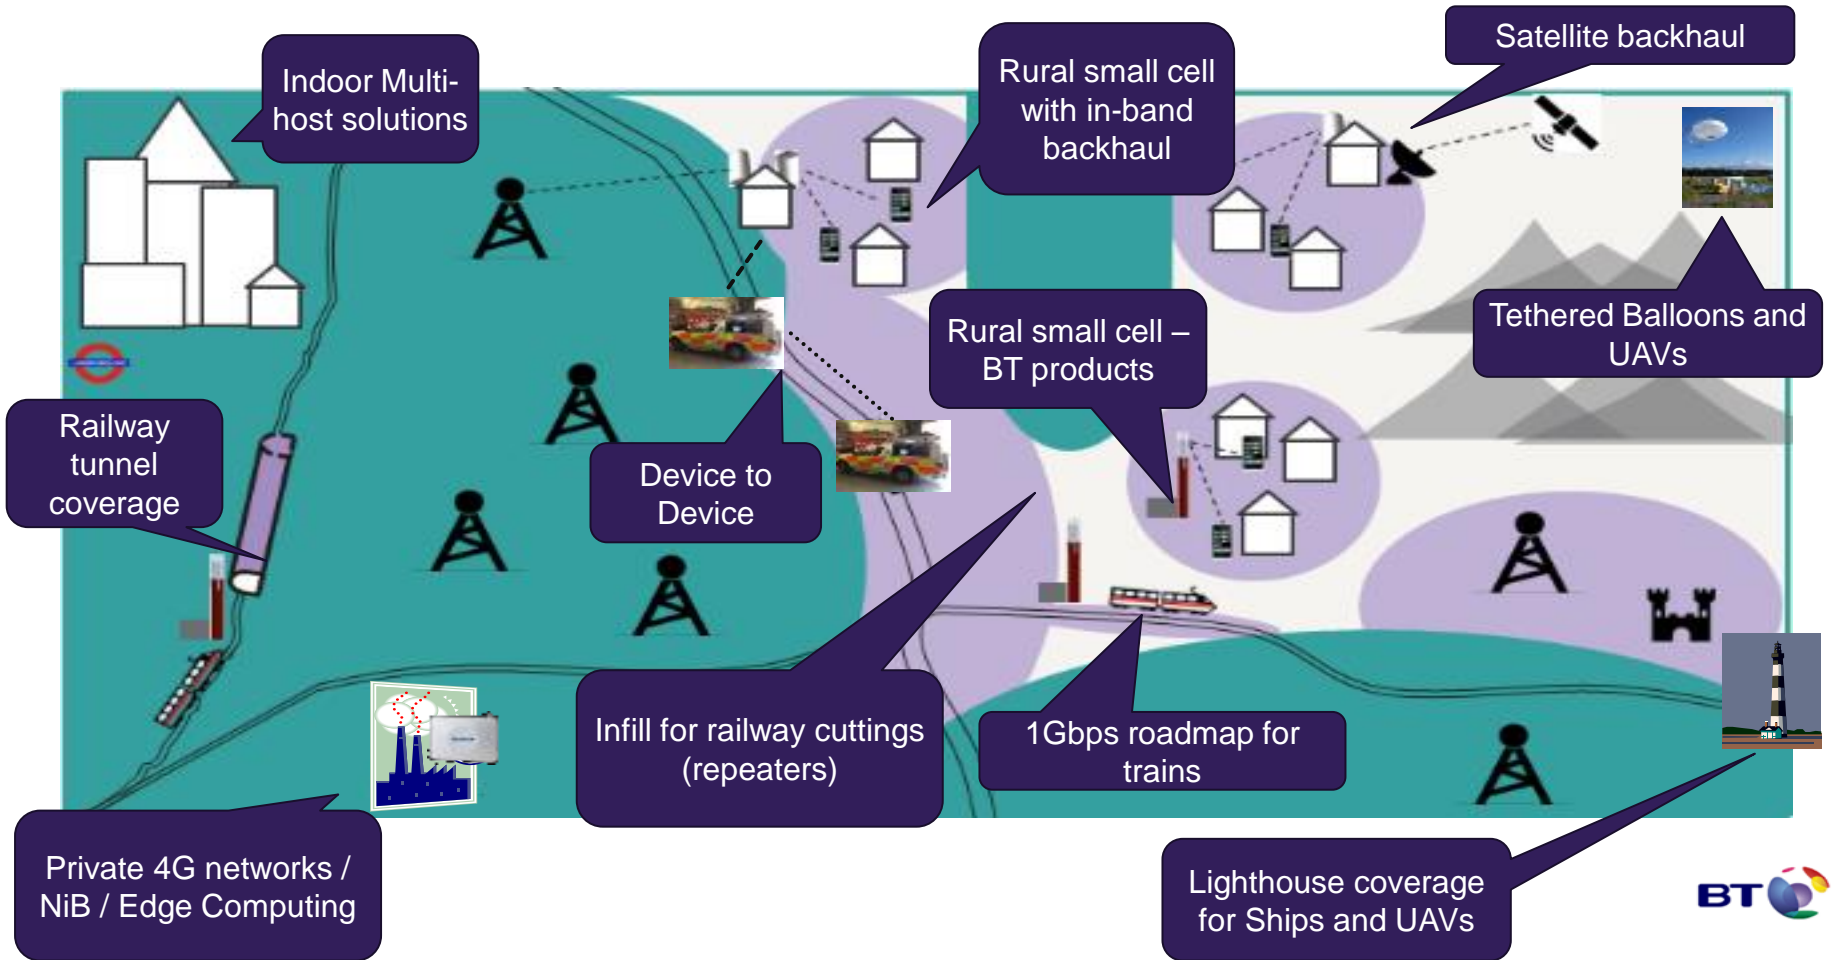 Indoor Multi-
host solutions
Rural small cell
with in-band
backhaul
Satellite backhaul
Rural small cell –
BT products
Tethered Balloons and
UAVs
Railway
tunnel
coverage
Device to
Device
Infill for railway cuttings
(repeaters)
1Gbps roadmap for
trains
Private 4G networks /
NiB / Edge Computing
Lighthouse coverage
for Ships and UAVs
BT